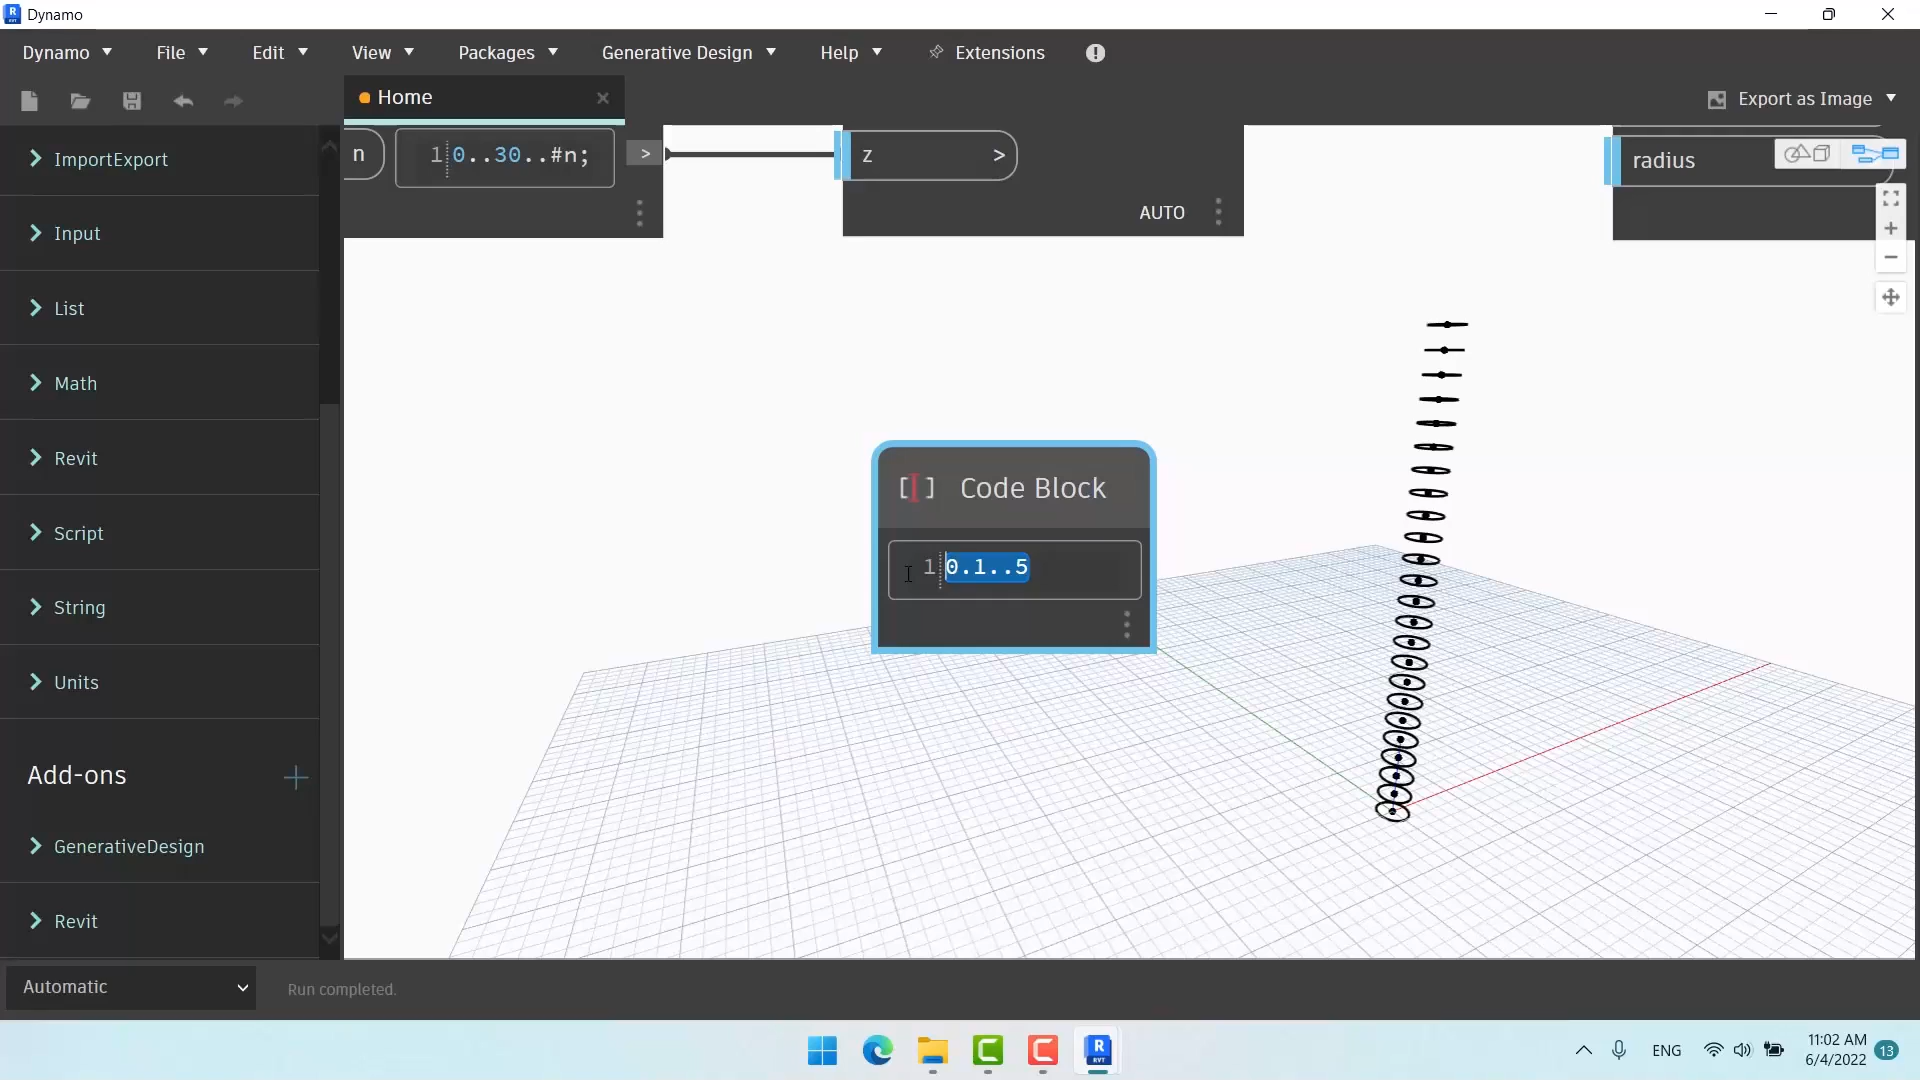 Dynamo
Dynamo File Edit View Packages Generative Design Help Extensions
Home
Export as Image
ImportExport
Input
List
Math
Revit
Script
String
Units
Add-ons
GenerativeDesign
Revit
n
1 0..30..#n;
>
z >
AUTO
radius
[ ] Code Block
1 0.1..5
Automatic
Run completed.
ENG
11:02 AM
6/4/2022
13